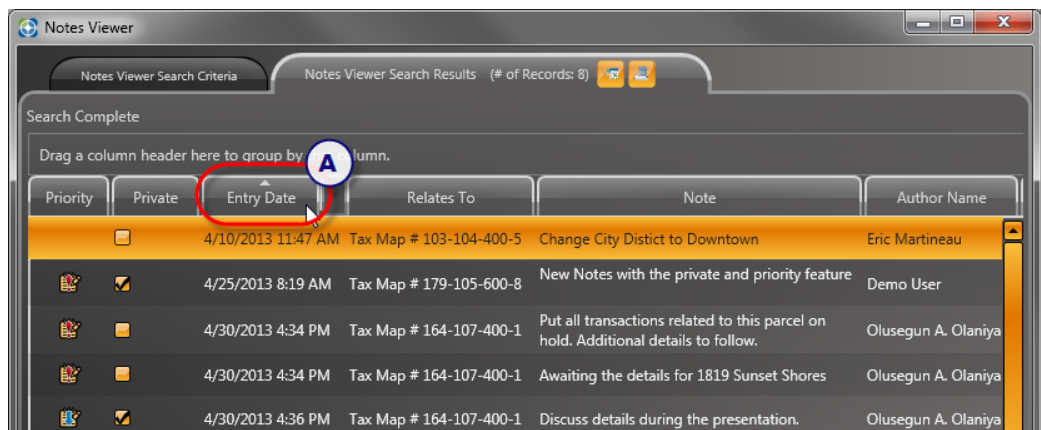 Notes Viewer
Notes Viewer Search Criteria
Notes Viewer Search Results (# of Records: 8)
Search Complete
Drag a column header here to group by column.
A
Priority
Private
Entry Date
Relates To
Note
Author Name
4/10/2013 11:47 AM Tax Map # 103-104-400-5 Change City Distict to Downtown Eric Martineau
4/25/2013 8:19 AM Tax Map # 179-105-600-8 New Notes with the private and priority feature Demo User
4/30/2013 4:34 PM Tax Map # 164-107-400-1 Put all transactions related to this parcel on
hold. Additional details to follow. Olusegun A. Olaniya
4/30/2013 4:34 PM Tax Map # 164-107-400-1 Awaiting the details for 1819 Sunset Shores Olusegun A. Olaniya
4/30/2013 4:36 PM Tax Map # 164-107-400-1 Discuss details during the presentation. Olusegun A. Olaniya